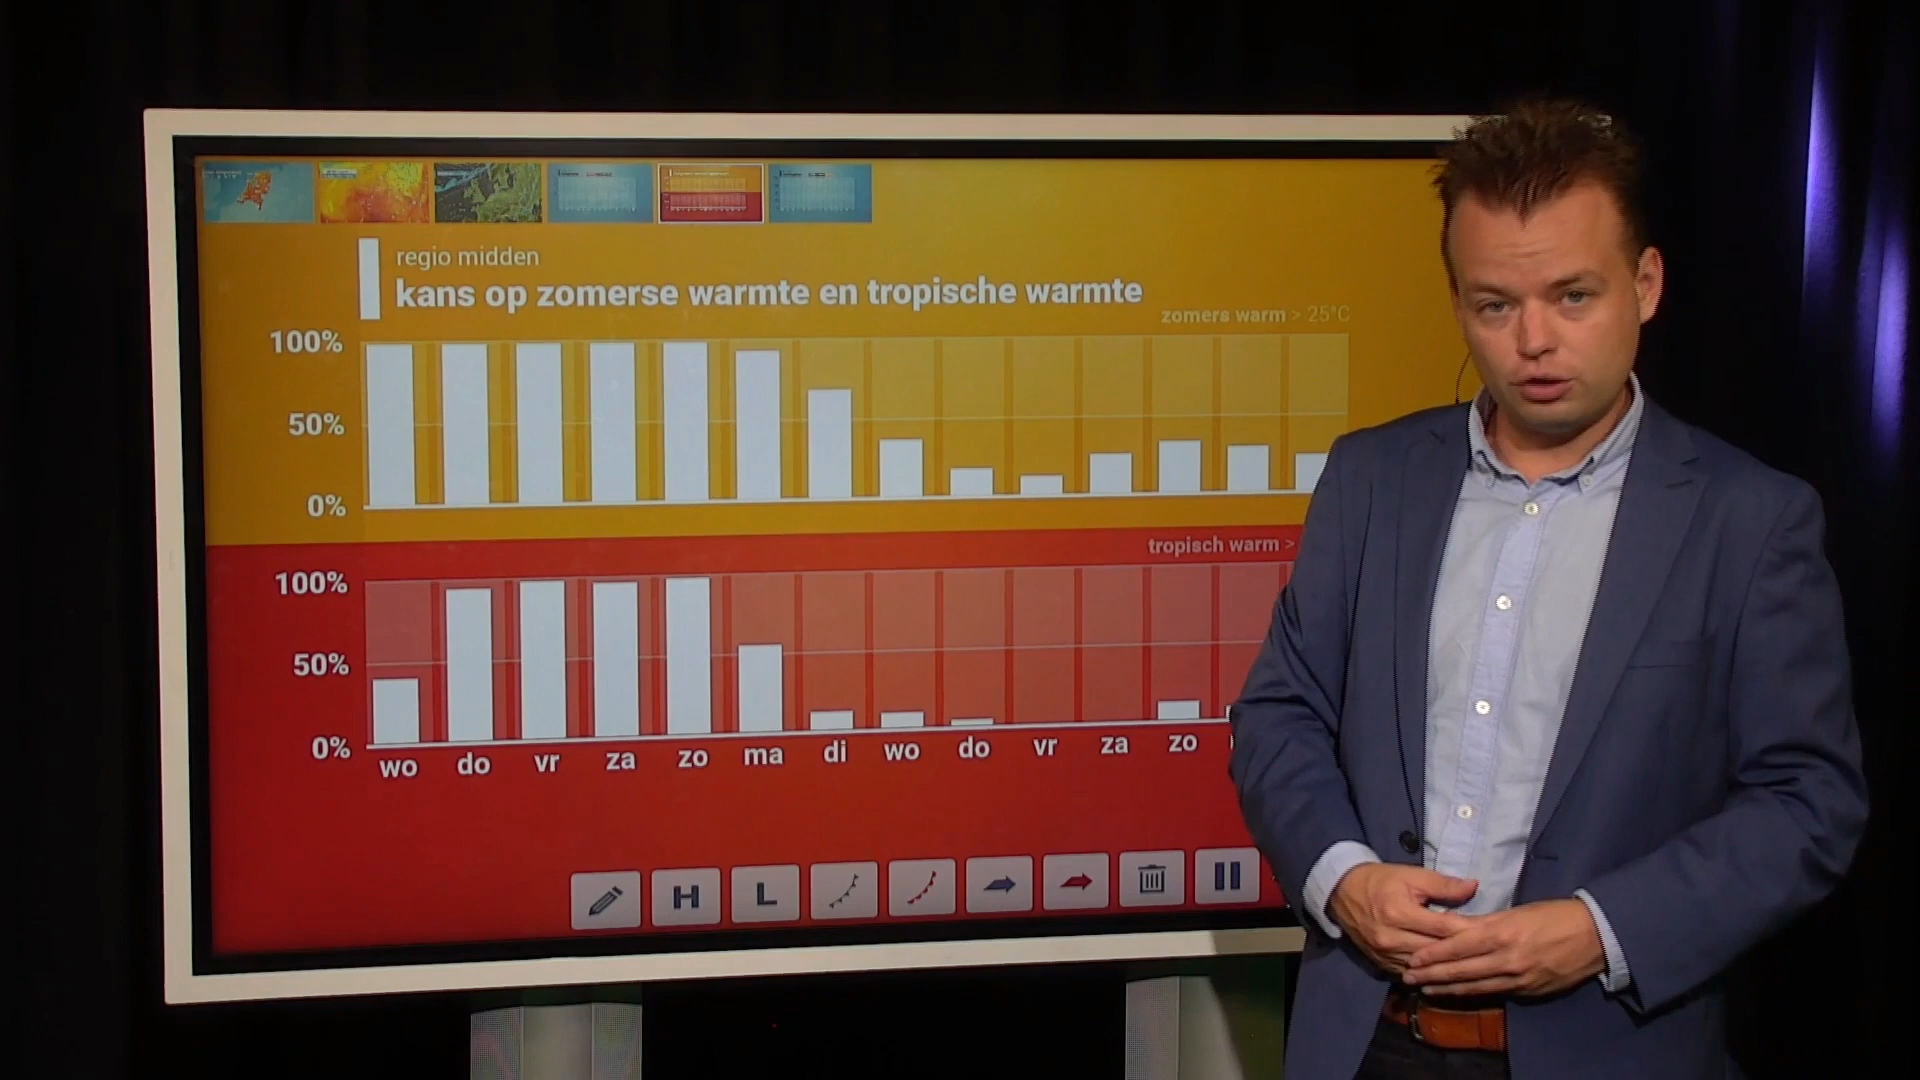 regio midden
kans op zomerse warmte en tropische warmte
zomers warm > 25°C
100%
50%
0%
tropisch warm >
100%
50%
0%
wo do vr za zo ma di wo do vr za zo
H L